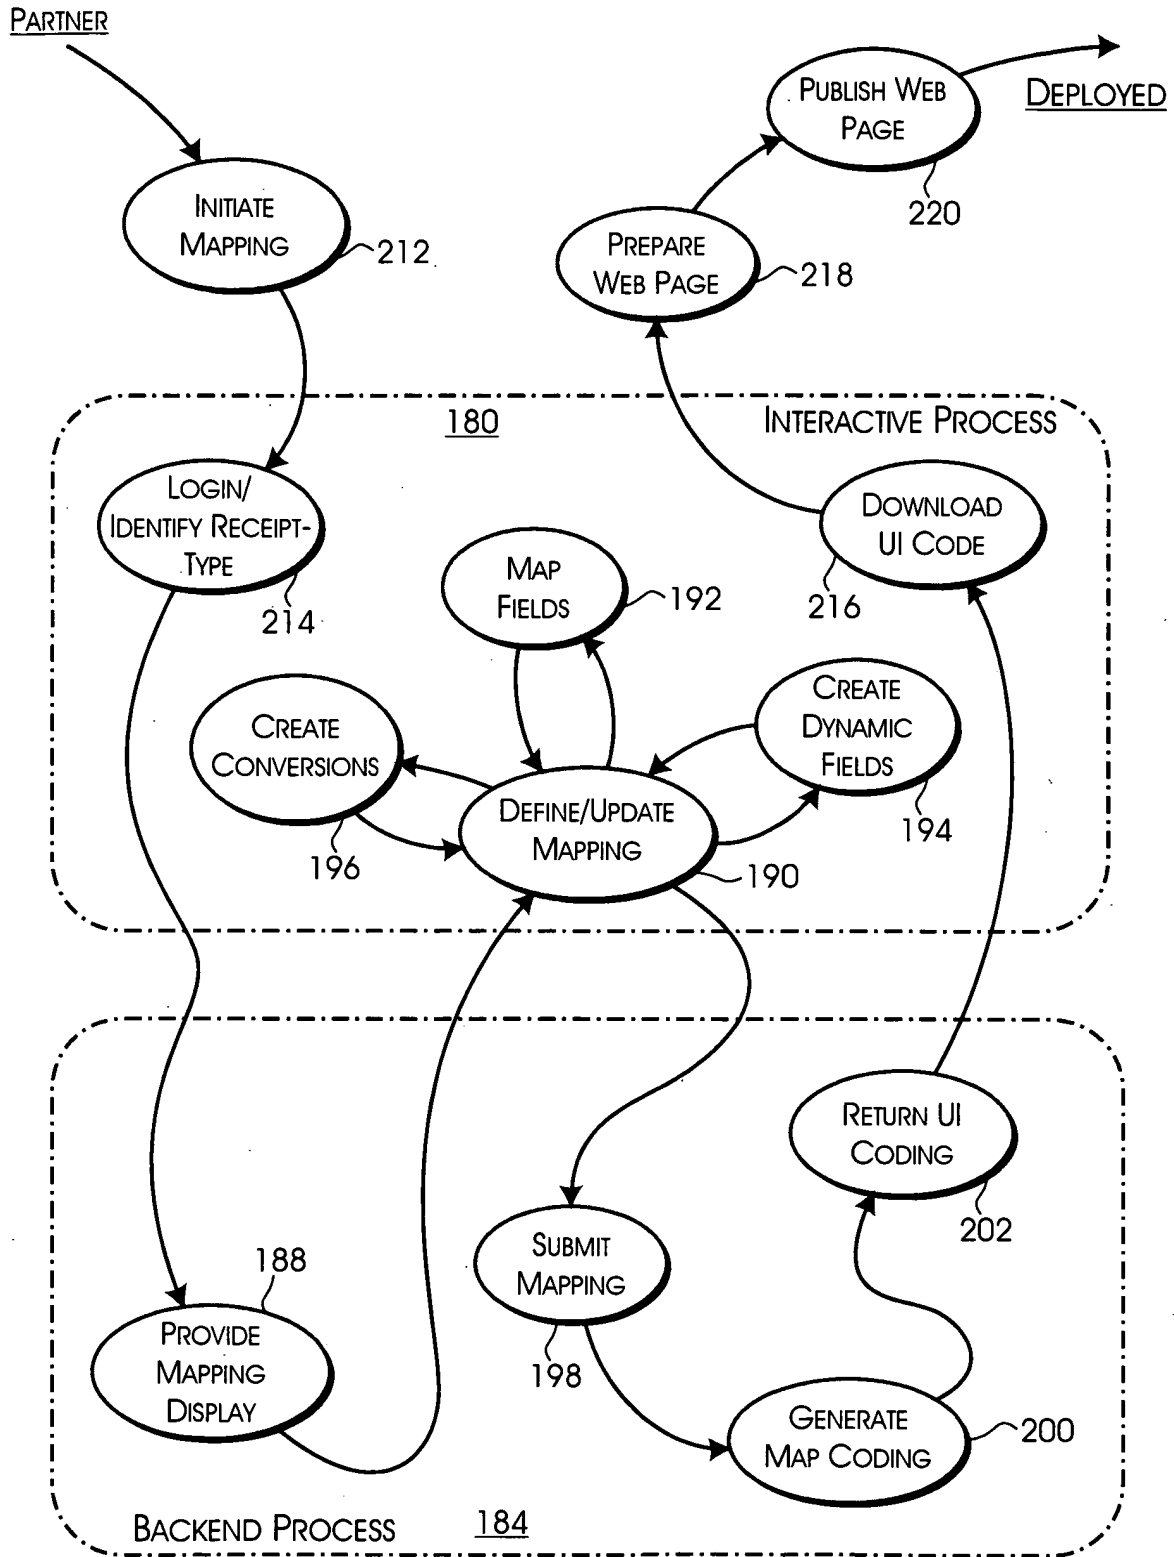 PARTNER
PUBLISH WEB
PAGE
DEPLOYED
220
INITIATE
MAPPING
212
PREPARE
WEB PAGE
218
180
INTERACTIVE PROCESS
LOGIN/
IDENTIFY RECEIPT-
TYPE
214
DOWNLOAD
UI CODE
216
MAP
FIELDS
192
CREATE
CONVERSIONS
196
CREATE
DYNAMIC
FIELDS
194
DEFINE/UPDATE
MAPPING
190
RETURN UI
CODING
202
188
PROVIDE
MAPPING
DISPLAY
SUBMIT
MAPPING
198
GENERATE
MAP CODING
200
BACKEND PROCESS
184